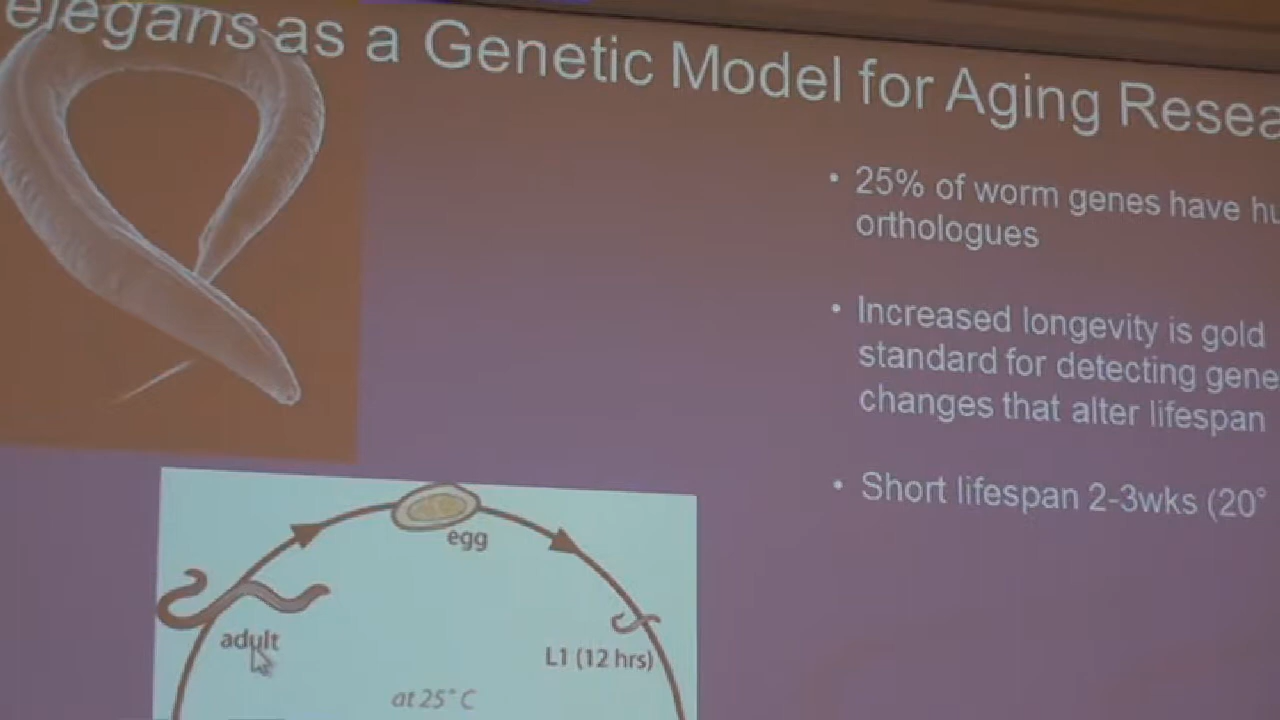 elegans as a Genetic Model for Aging Resea
• 25% of worm genes have hu
orthologues
• Increased longevity is gold
standard for detecting gene
changes that alter lifespan
• Short lifespan 2-3wks (20°
egg
adult
L1 (12 hrs)
at 25° C